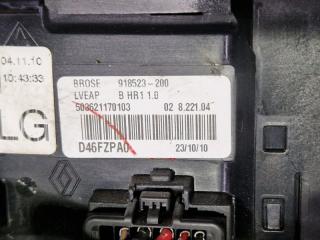 04.11.10
10:43:33
LG
BROSE 918523-200
LVEAP B HR1 1.0
503621170103 02 8.221.04
D46FZPA0
23/10/10